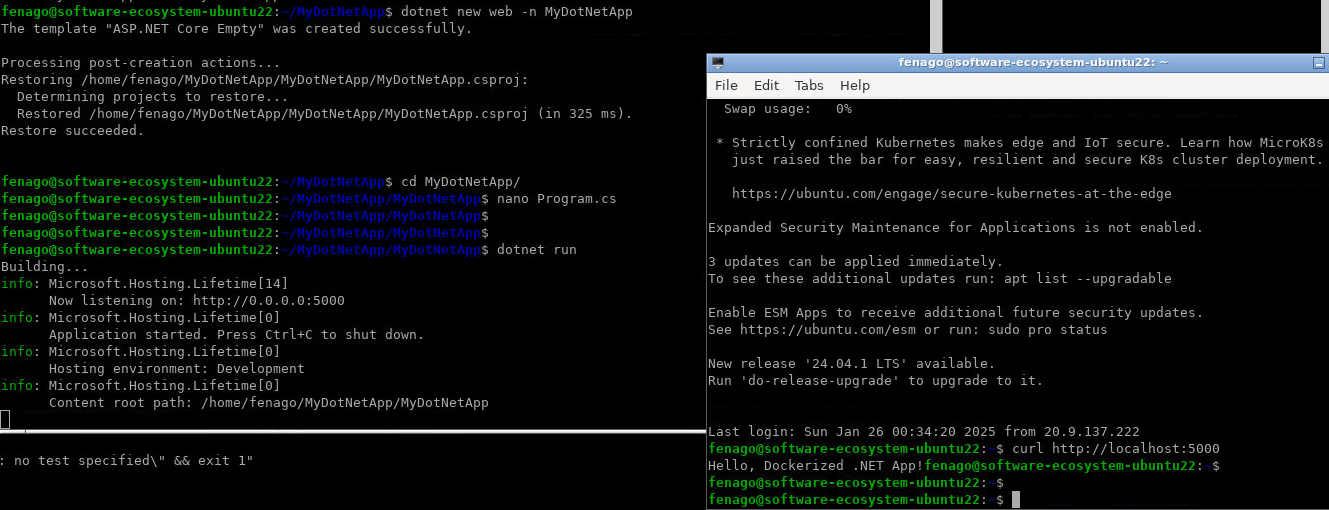 fenago@software-ecosystem-ubuntu22:~/MyDotNetApp$ dotnet new web -n MyDotNetApp
The template "ASP.NET Core Empty" was created successfully.
Processing post-creation actions...
Restoring /home/fenago/MyDotNetApp/MyDotNetApp/MyDotNetApp.csproj:
Determining projects to restore...
Restored /home/fenago/MyDotNetApp/MyDotNetApp/MyDotNetApp.csproj (in 325 ms).
Restore succeeded.
fenago@software-ecosystem-ubuntu22:~/MyDotNetApp$ cd MyDotNetApp/
fenago@software-ecosystem-ubuntu22:~/MyDotNetApp/MyDotNetApp$ nano Program.cs
fenago@software-ecosystem-ubuntu22:~/MyDotNetApp/MyDotNetApp$
fenago@software-ecosystem-ubuntu22:~/MyDotNetApp/MyDotNetApp$
fenago@software-ecosystem-ubuntu22:~/MyDotNetApp/MyDotNetApp$ dotnet run
Building...
info: Microsoft.Hosting.Lifetime[14]
Now listening on: http://0.0.0.0:5000
info: Microsoft.Hosting.Lifetime[0]
Application started. Press Ctrl+C to shut down.
info: Microsoft.Hosting.Lifetime[0]
Hosting environment: Development
info: Microsoft.Hosting.Lifetime[0]
Content root path: /home/fenago/MyDotNetApp/MyDotNetApp
: no test specified\" && exit 1"
fenago@software-ecosystem-ubuntu22: ~
File Edit Tabs Help
Swap usage: 0%
* Strictly confined Kubernetes makes edge and IoT secure. Learn how MicroK8s
just raised the bar for easy, resilient and secure K8s cluster deployment.
https://ubuntu.com/engage/secure-kubernetes-at-the-edge
Expanded Security Maintenance for Applications is not enabled.
3 updates can be applied immediately.
To see these additional updates run: apt list --upgradable
Enable ESM Apps to receive additional future security updates.
See https://ubuntu.com/esm or run: sudo pro status
New release '24.04.1 LTS' available.
Run 'do-release-upgrade' to upgrade to it.
Last login: Sun Jan 26 00:34:20 2025 from 20.9.137.222
fenago@software-ecosystem-ubuntu22:~$ curl http://localhost:5000
Hello, Dockerized .NET App!fenago@software-ecosystem-ubuntu22:~$
fenago@software-ecosystem-ubuntu22:~$
fenago@software-ecosystem-ubuntu22:~$